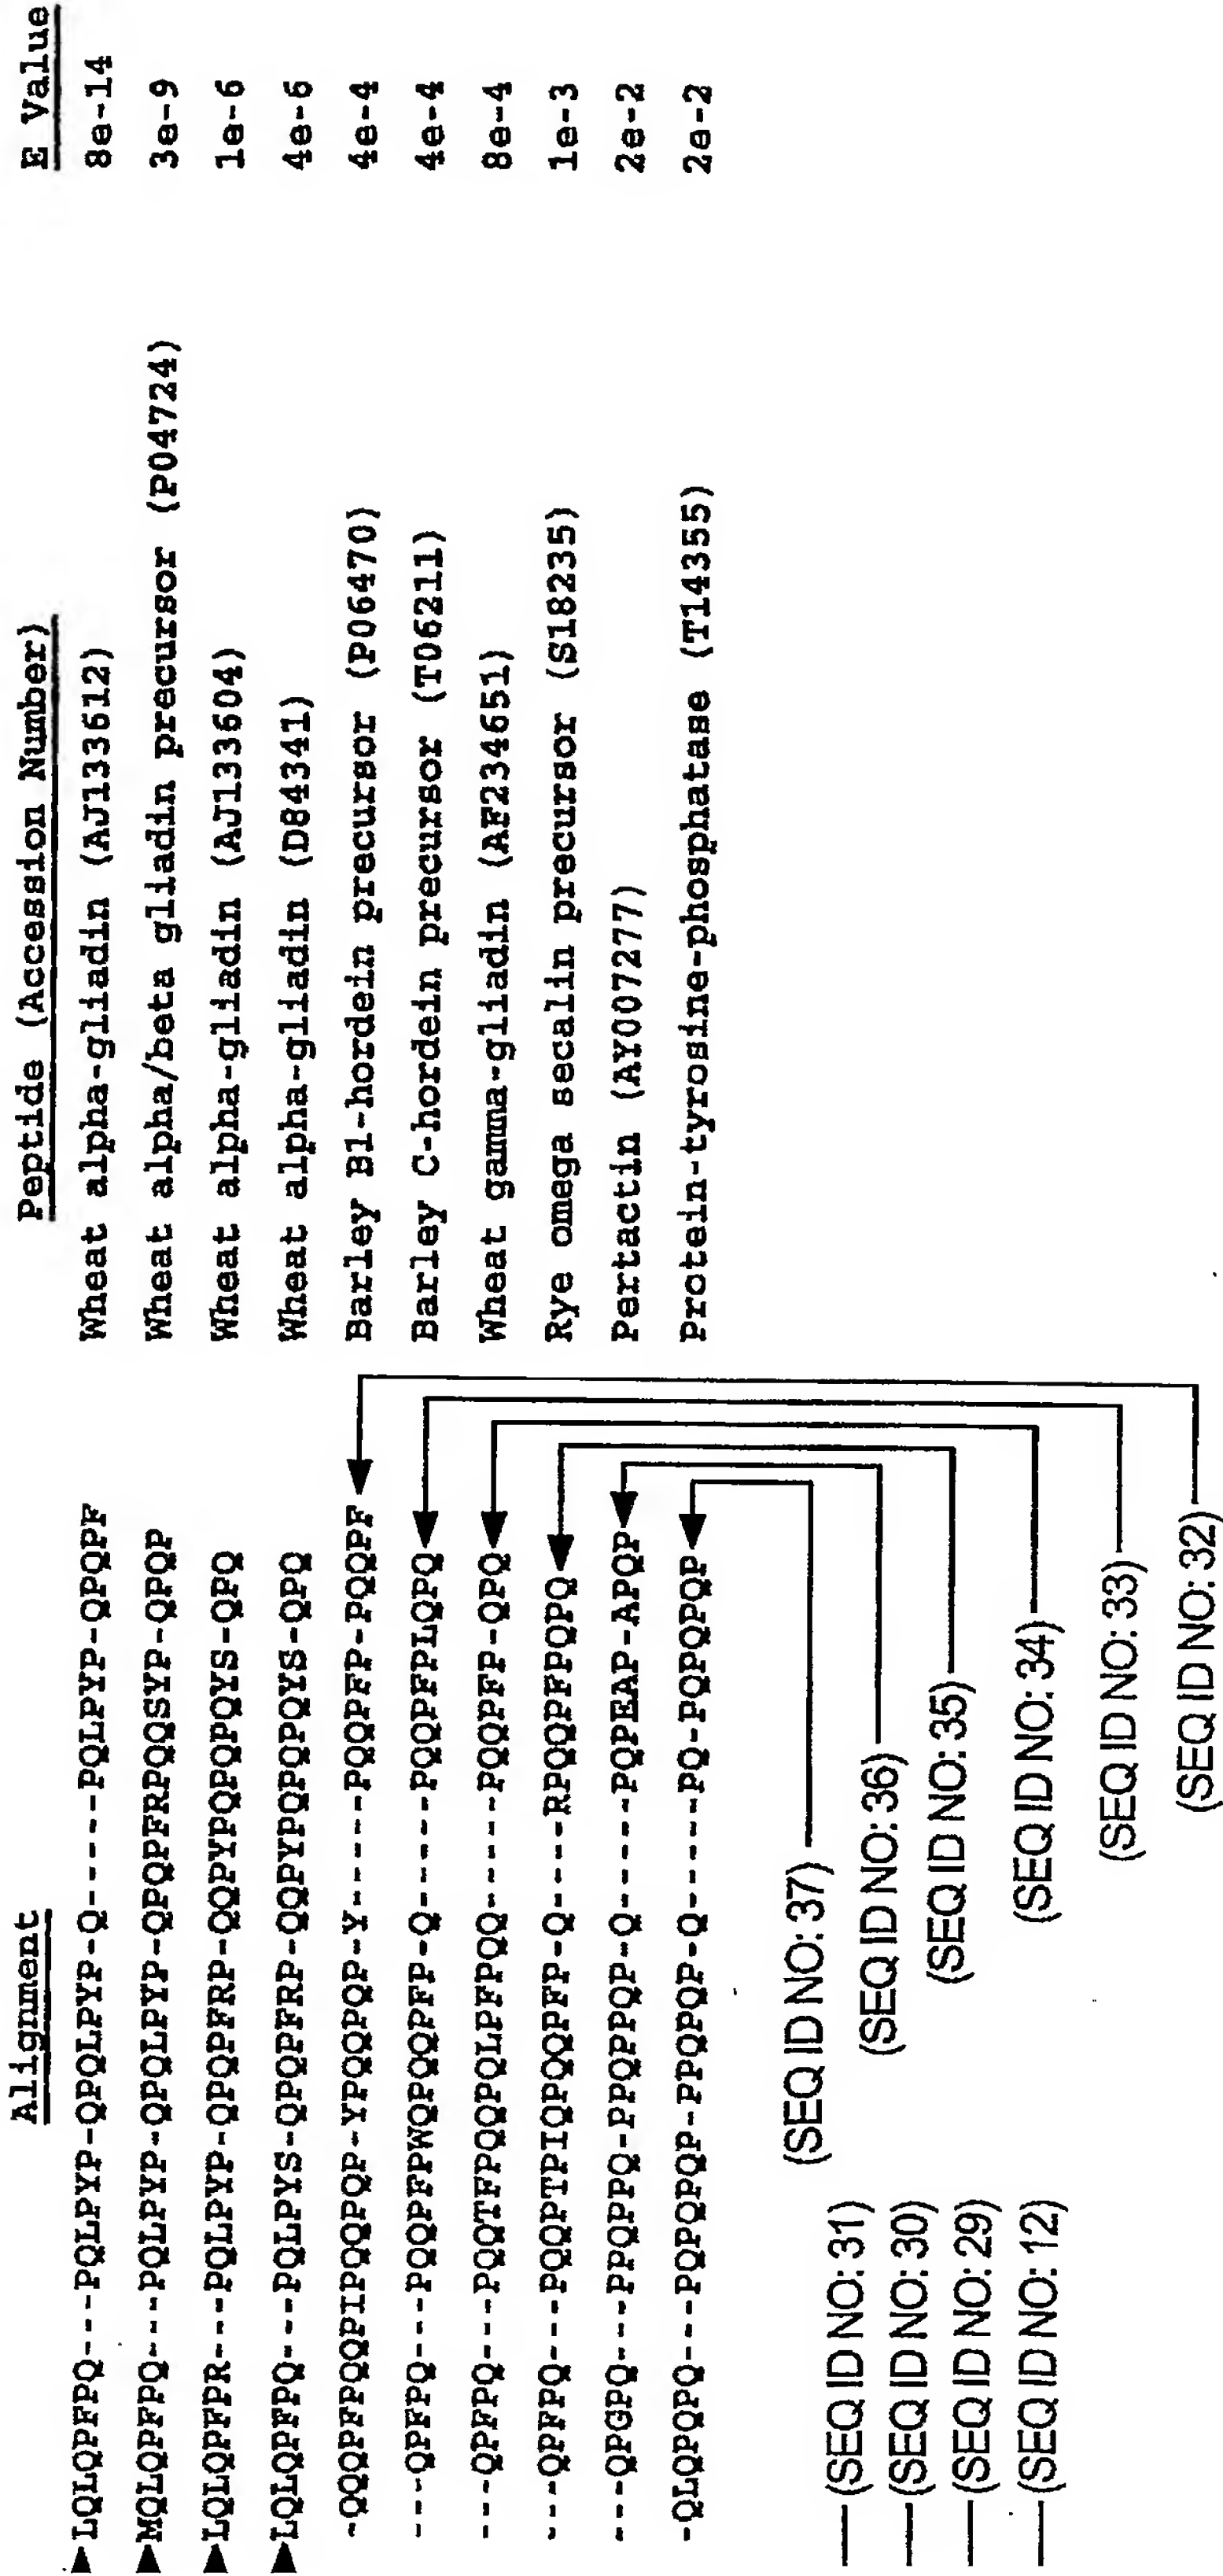 Alignment Peptide (Accession Number) E Value
LQLQPFPQ---PQLPYP-QPQLPYP-Q-----PQLPYP-QPQPF Wheat alpha-gliadin (AJ133612) 8e-14
MQLQPFPQ---PQLPYP-QPQLPYP-QPQPFRPQQSYP-QPQP Wheat alpha/beta gliadin precursor (P04724) 3e-9
LQLQPFPR---PQLPYP-QPQPFRP-QQPYPQPQPQYS-QPQ Wheat alpha-gliadin (AJ133604) 1e-6
LQLQPFPQ---PQLPYS-QPQPFRP-QQPYPQPQPQYS-QPQ Wheat alpha-gliadin (D84341) 4e-6
-QQQPFPQQPIPQQPQP-YPQQPQP-Y-----PQQPFP-PQQPF Barley B1-hordein precursor (P06470) 4e-4
---QPFPQ---PQQPFPWQPQQPFP-Q-----PQQPFPLQPQ Barley C-hordein precursor (T06211) 4e-4
---QPFPQ---PQQTFPQQPQLPFPQQ-----PQQPFP-QPQ Wheat gamma-gliadin (AF234651) 8e-4
---QPFPQ---PQQPTPIQPQQPFP-Q----RPQQPFPQPQ Rye omega secalin precursor (S18235) 1e-3
---QPGPQ---PPQPPQ-PPQPPQP-Q-----PQPEAP-APQP Pertactin (AY007277) 2e-2
-QLQPQPQ---PQPQPQP-PPQPQP-Q-----PQ-PQPQPQP Protein-tyrosine-phosphatase (T14355) 2e-2
(SEQ ID NO: 31) (SEQ ID NO: 37)
(SEQ ID NO: 30) (SEQ ID NO: 36)
(SEQ ID NO: 29) (SEQ ID NO: 35)
(SEQ ID NO: 12) (SEQ ID NO: 34)
(SEQ ID NO: 33)
(SEQ ID NO: 32)